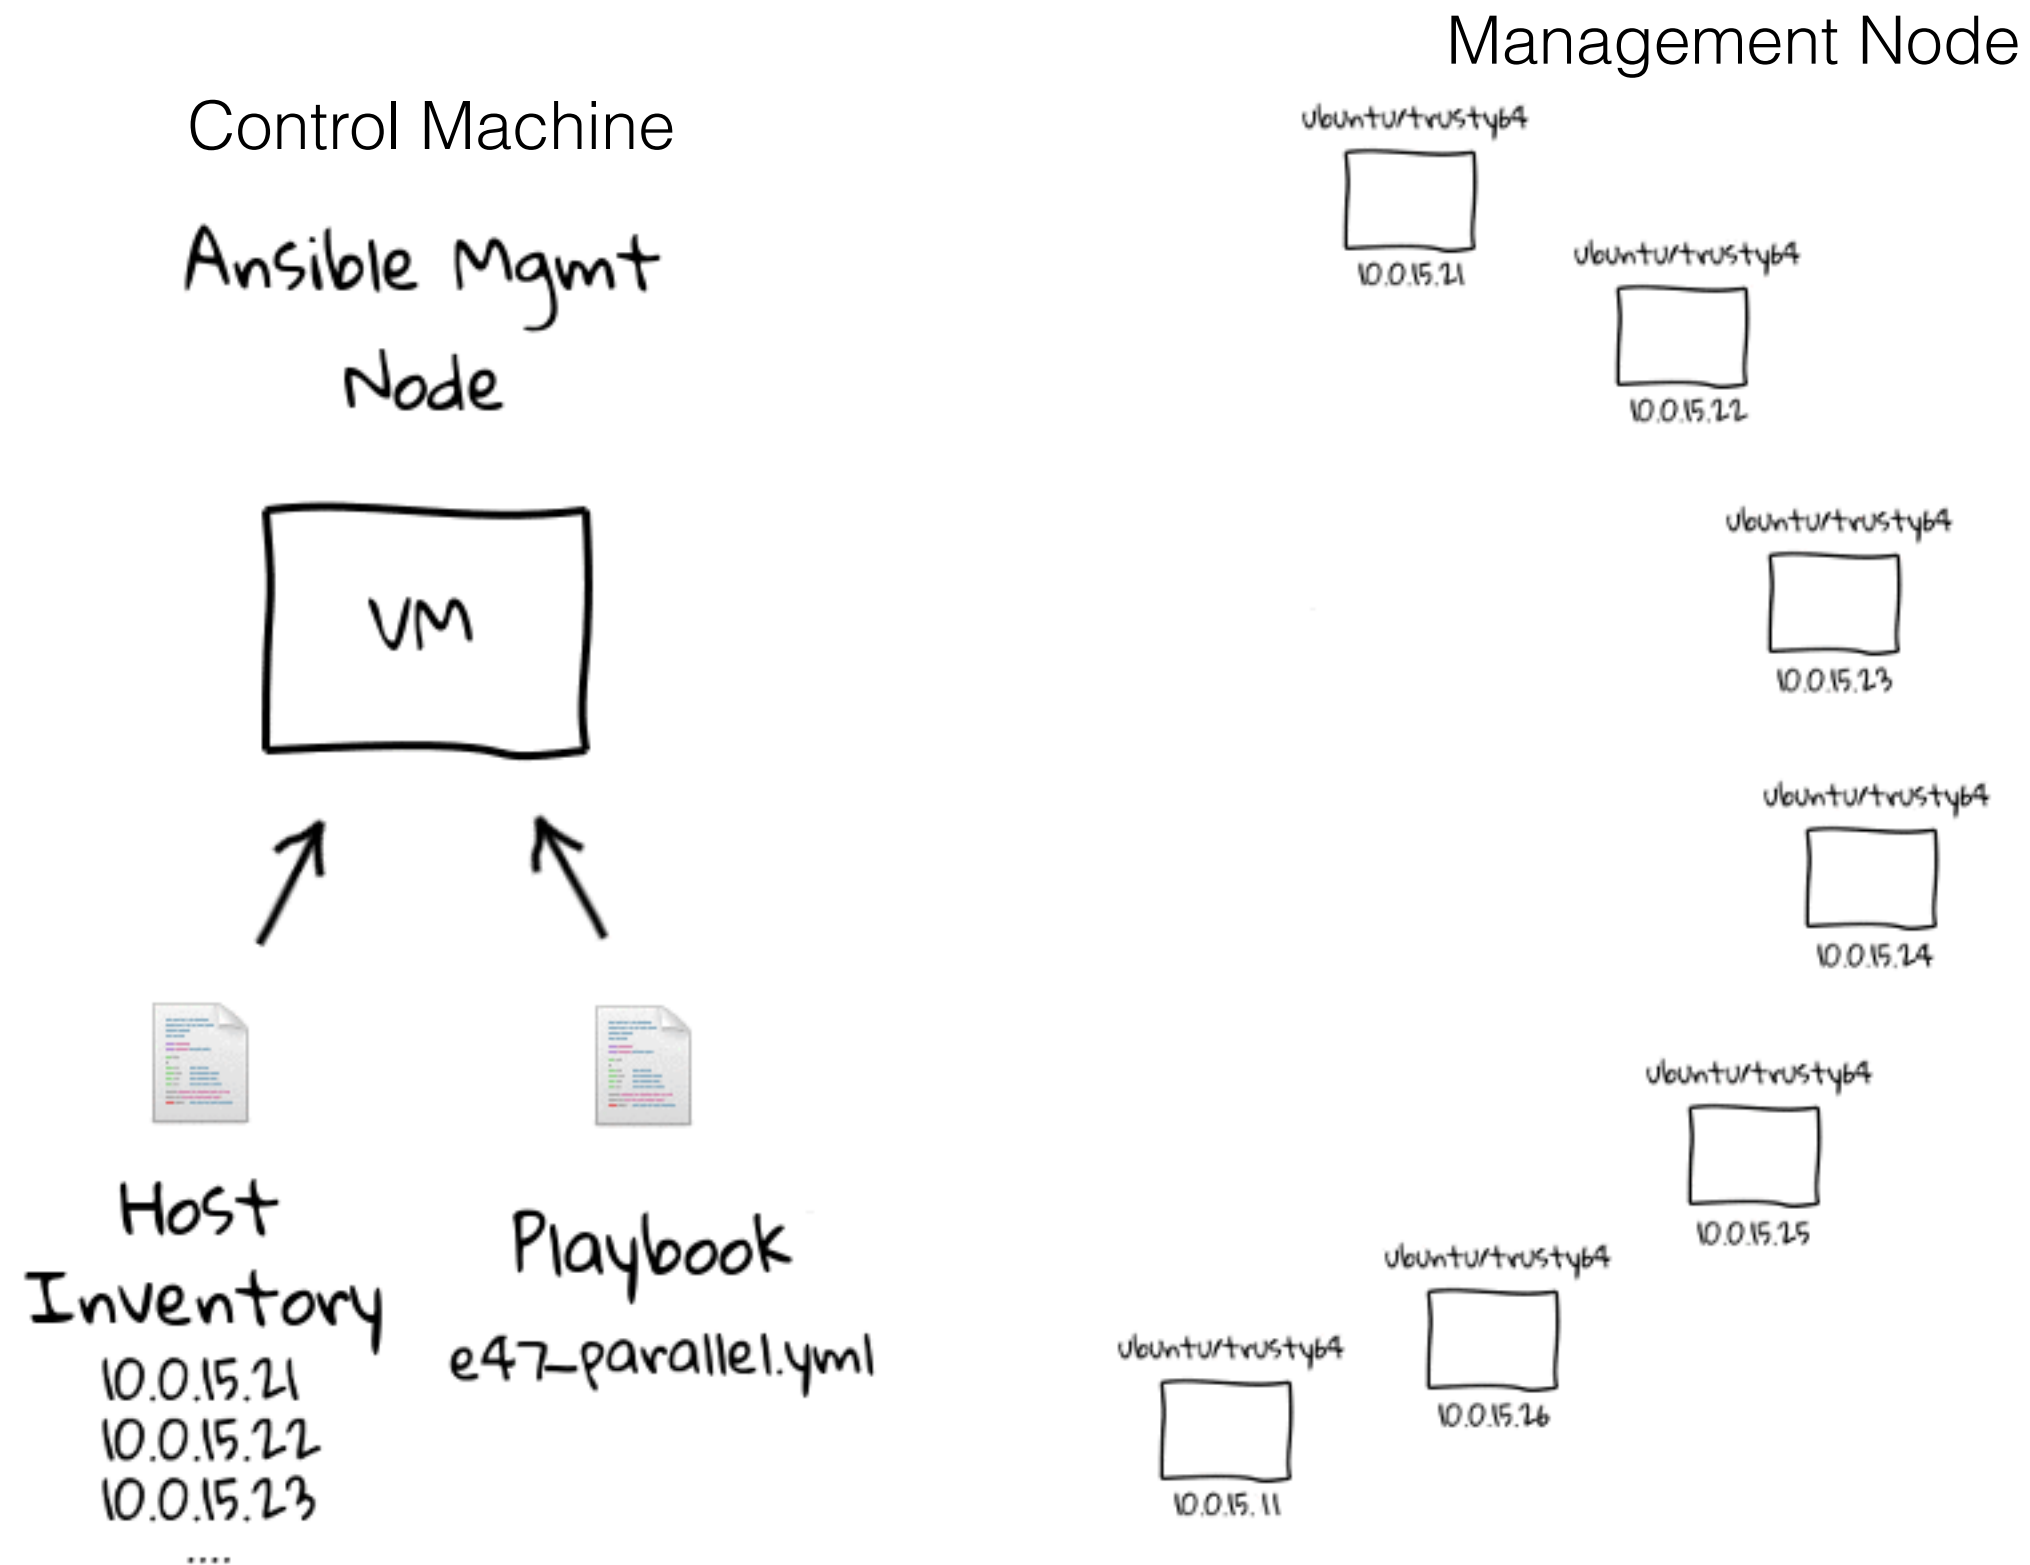 Management Node
Control Machine
ubuntu/trusty64
10.0.15.21
Ansible Mgmt
Node
ubuntu/trusty64
10.0.15.22
VM
ubuntu/trusty64
10.0.15.23
ubuntu/trusty64
10.0.15.24
ubuntu/trusty64
10.0.15.25
ubuntu/trusty64
10.0.15.26
ubuntu/trusty64
10.0.15.11
Host
Inventory
10.0.15.21
10.0.15.22
10.0.15.23
....
Playbook
e47_parallel.yml